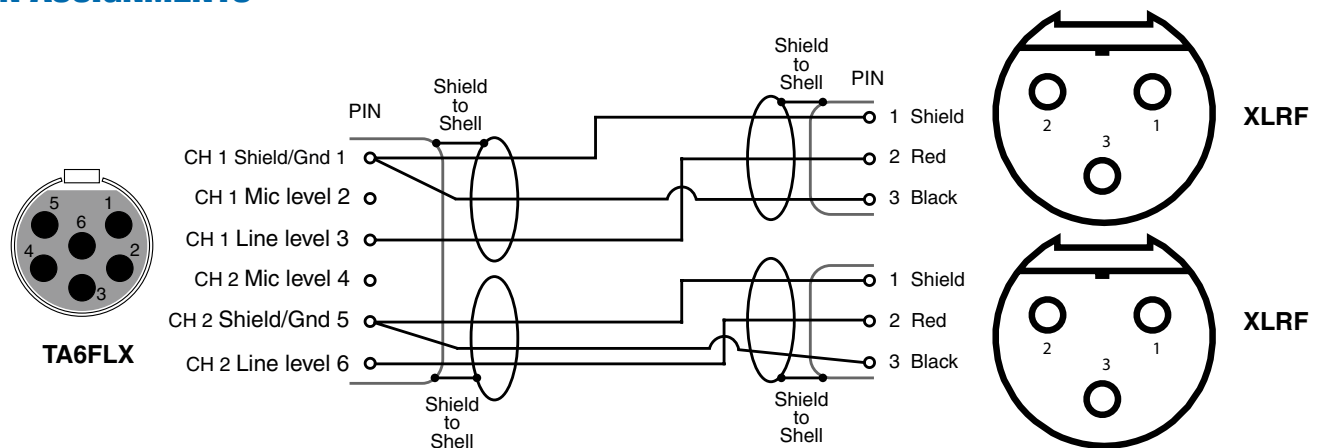 Shield
to
Shell
PIN
1 Shield
2 Red
3 Black
2
1
3
XLRF
PIN
Shield
to
Shell
CH 1 Shield/Gnd 1
CH 1 Mic level 2
CH 1 Line level 3
CH 2 Mic level 4
CH 2 Shield/Gnd 5
CH 2 Line level 6
5
1
6
4
2
3
TA6FLX
1 Shield
2 Red
3 Black
2
1
3
XLRF
Shield
to
Shell
Shield
to
Shell